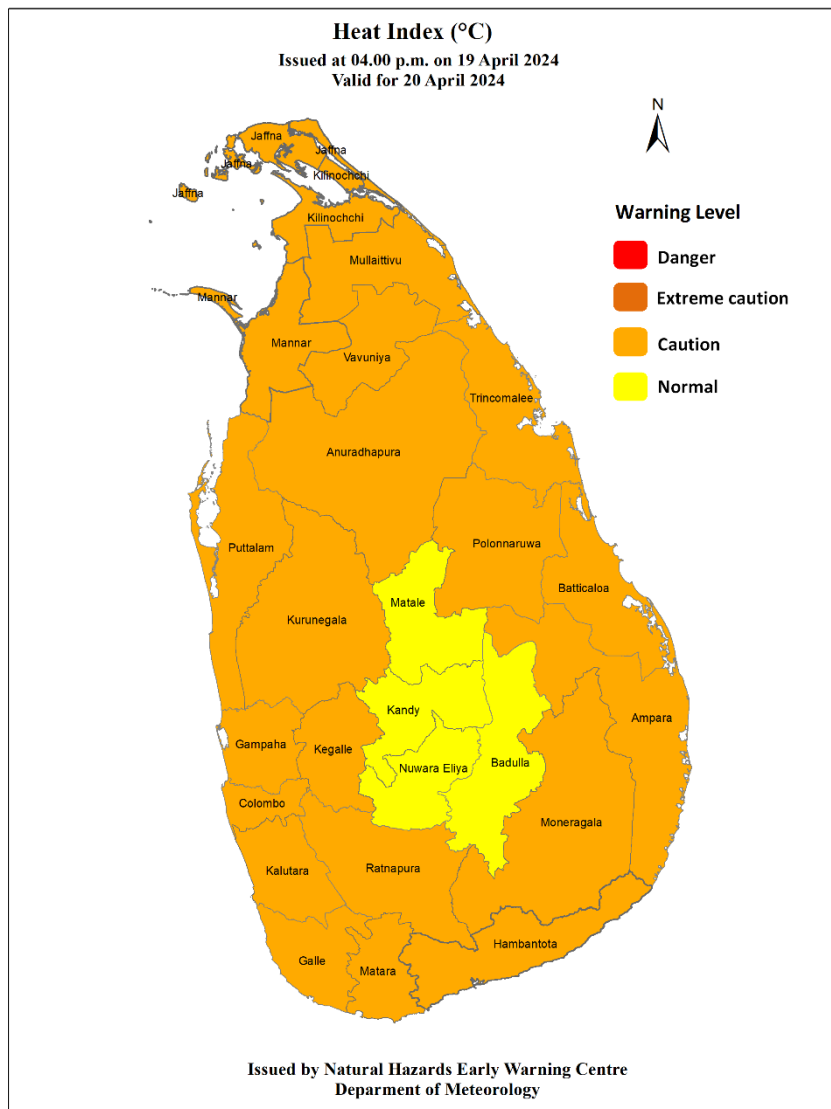 Heat Index (°C)
Issued at 04.00 p.m. on 19 April 2024
Valid for 20 April 2024
N
Jaffna
Jaffna
Jaffna
Kilinochchi
Jaffna
Kilinochchi
Warning Level
Mullaittivu
Danger
Mannar
Extreme caution
Mannar
Caution
Vavuniya
Normal
Trincomalee
Anuradhapura
Polonnaruwa
Puttalam
Batticaloa
Matale
Kurunegala
Kandy
Ampara
Gampaha
Kegalle
Nuwara Eliya
Badulla
Colombo
Moneragala
Kalutara
Ratnapura
Hambantota
Galle
Matara
Issued by Natural Hazards Early Warning Centre
Deparment of Meteorology